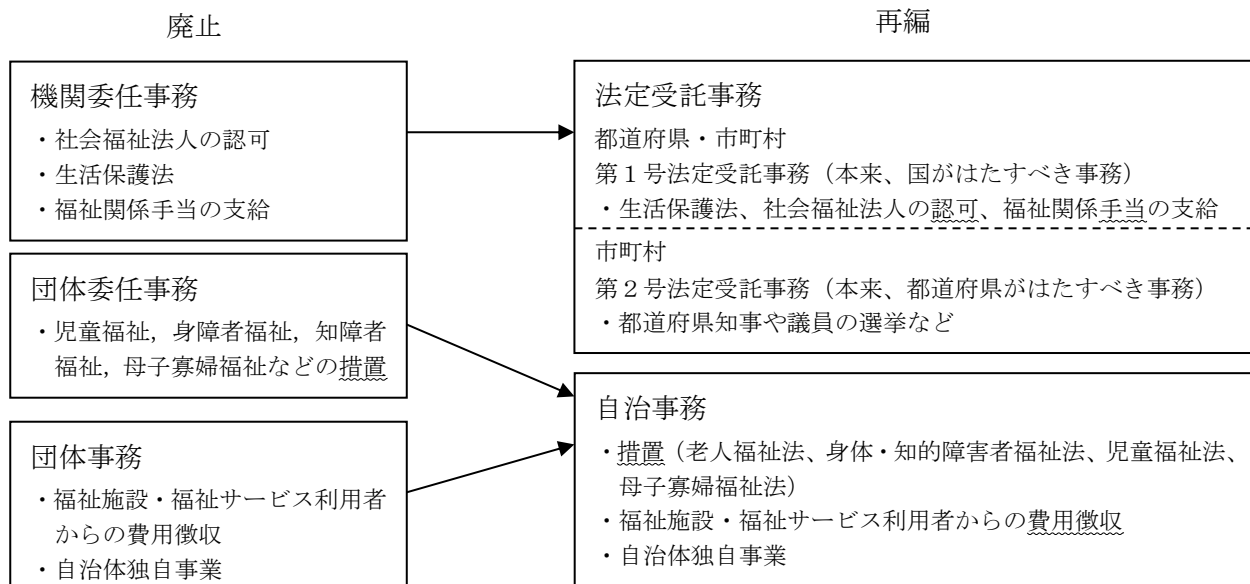 廃止
機関委任事務
・社会福祉法人の認可
・生活保護法
・福祉関係手当の支給
団体委任事務
・児童福祉，身障者福祉，知障者
福祉，母子寡婦福祉などの措置
団体事務
・福祉施設・福祉サービス利用者
からの費用徴収
・自治体独自事業
再編
法定受託事務
都道府県・市町村
第１号法定受託事務（本来、国がはたすべき事務）
・生活保護法、社会福祉法人の認可、福祉関係手当の支給
市町村
第２号法定受託事務（本来、都道府県がはたすべき事務）
・都道府県知事や議員の選挙など
自治事務
・措置（老人福祉法、身体・知的障害者福祉法、児童福祉法、
母子寡婦福祉法）
・福祉施設・福祉サービス利用者からの費用徴収
・自治体独自事業